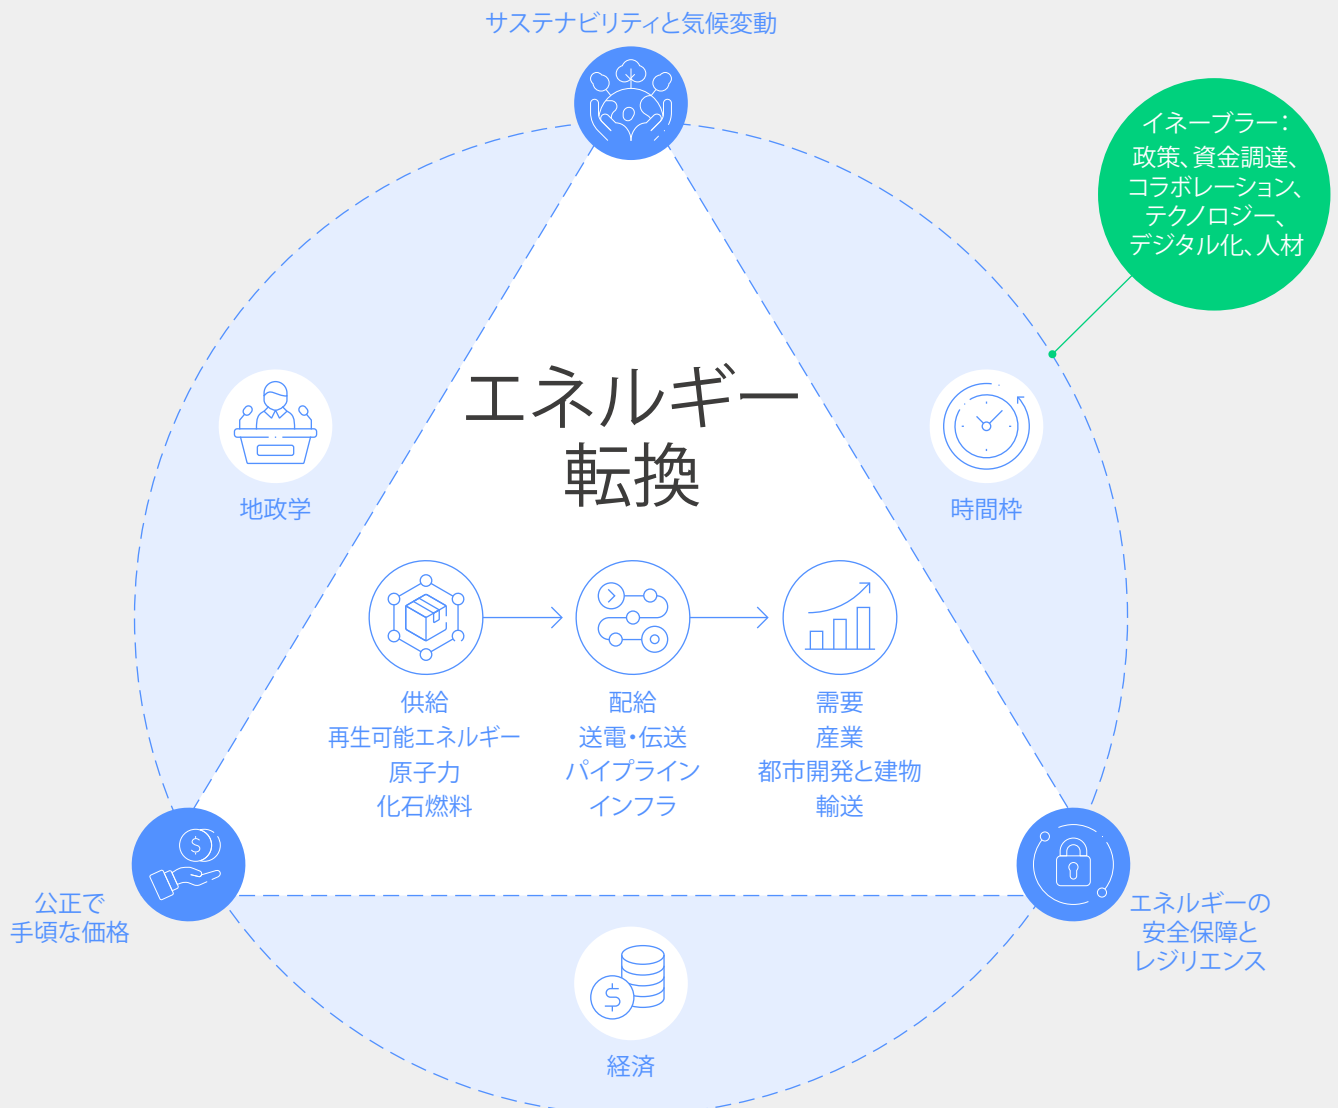 サステナビリティと気候変動
イネーブラー：
政策、資金調達、
コラボレーション、
テクノロジー、
デジタル化、人材
エネルギー
転換
地政学
時間枠
供給
再生可能エネルギー
原子力
化石燃料
配給
送電・伝送
パイプライン
インフラ
需要
産業
都市開発と建物
輸送
公正で
手頃な価格
エネルギーの
安全保障と
レジリエンス
経済